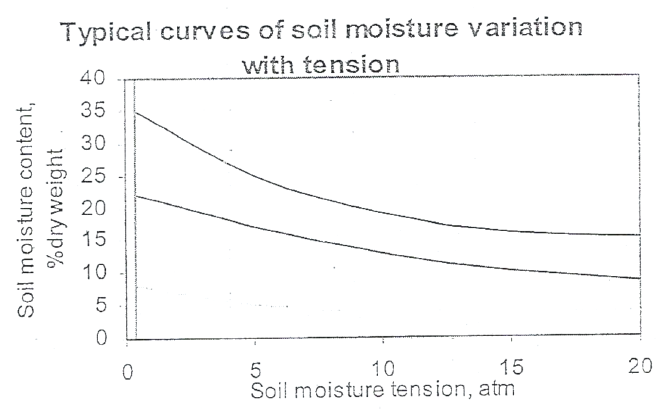 Typical curves of soil moisture variation
with tension
Soil moisture content,
%dry weight
40
35
30
25
20
15
10
5
0
0 5 10 15 20
Soil moisture tension, atm